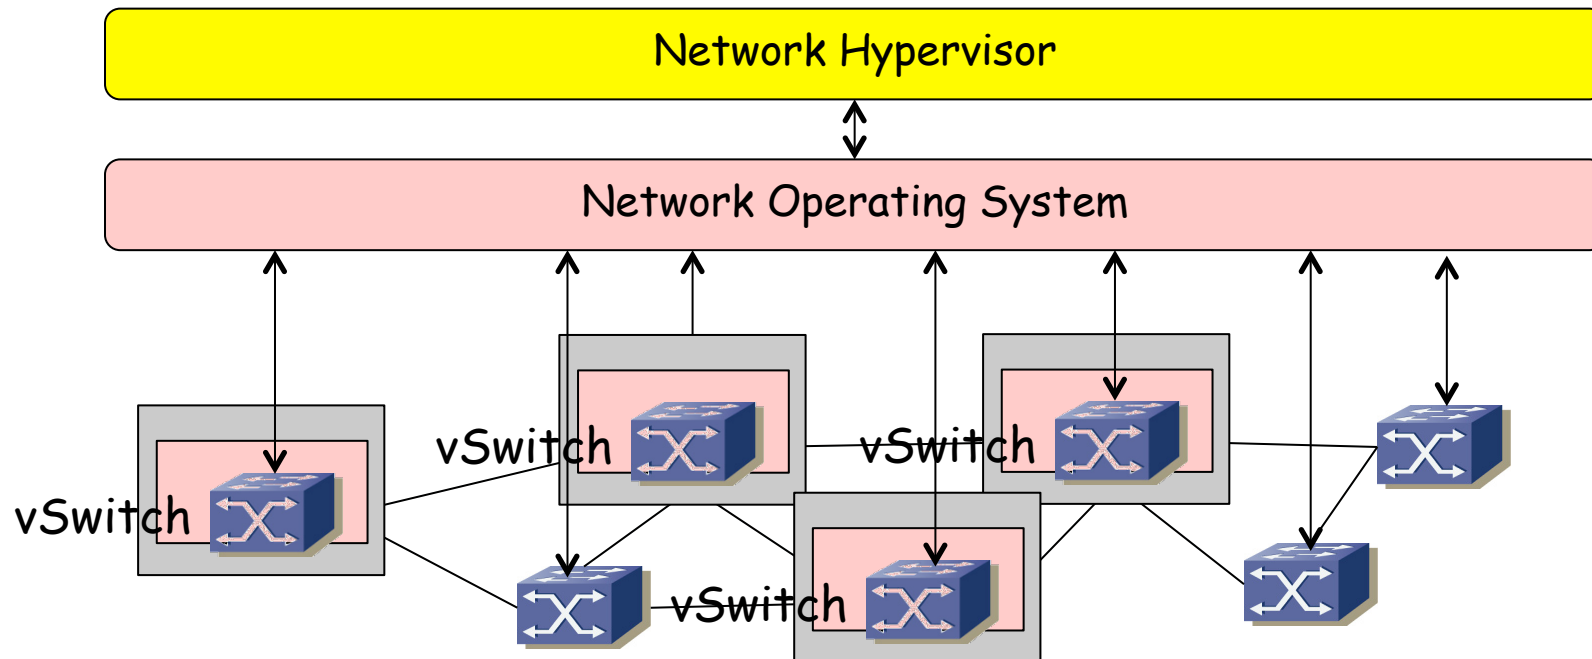 Network Hypervisor
Network Operating System
vSwitch
vSwitch
vSwitch
vSwitch